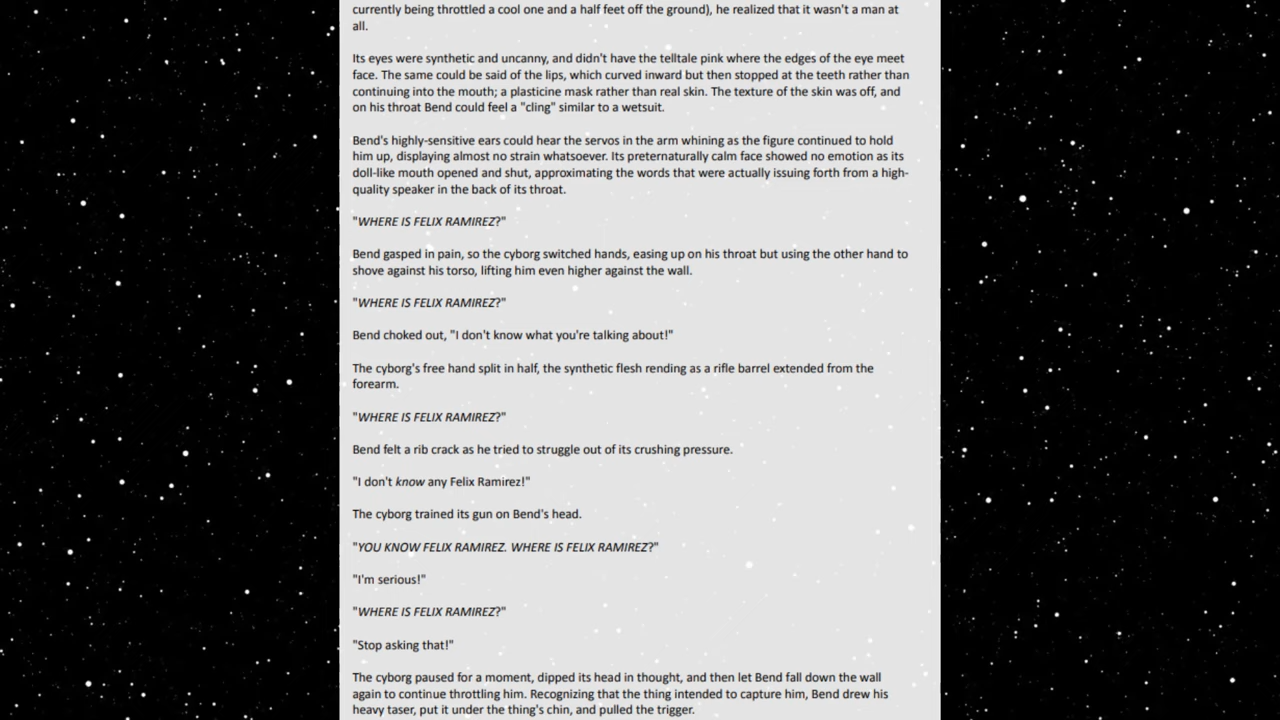 currently being throttled a cool one and a half feet off the ground), he realized that it wasn't a man at
all.
Its eyes were synthetic and uncanny, and didn't have the telltale pink where the edges of the eye meet
face. The same could be said of the lips, which curved inward but then stopped at the teeth rather than
continuing into the mouth; a plasticine mask rather than real skin. The texture of the skin was off, and
on his throat Bend could feel a "cling" similar to a wetsuit.
Bend's highly-sensitive ears could hear the servos in the arm whining as the figure continued to hold
him up, displaying almost no strain whatsoever. Its preternaturally calm face showed no emotion as its
doll-like mouth opened and shut, approximating the words that were actually issuing forth from a high-
quality speaker in the back of its throat.
"WHERE IS FELIX RAMIREZ?"
Bend gasped in pain, so the cyborg switched hands, easing up on his throat but using the other hand to
shove against his torso, lifting him even higher against the wall.
"WHERE IS FELIX RAMIREZ?"
Bend choked out, "I don't know what you're talking about!"
The cyborg's free hand split in half, the synthetic flesh rending as a rifle barrel extended from the
forearm.
"WHERE IS FELIX RAMIREZ?"
Bend felt a rib crack as he tried to struggle out of its crushing pressure.
"I don't know any Felix Ramirez!"
The cyborg trained its gun on Bend's head.
"YOU KNOW FELIX RAMIREZ. WHERE IS FELIX RAMIREZ?"
"I'm serious!"
"WHERE IS FELIX RAMIREZ?"
"Stop asking that!"
The cyborg paused for a moment, dipped its head in thought, and then let Bend fall down the wall
again to continue throttling him. Recognizing that the thing intended to capture him, Bend drew his
heavy taser, put it under the thing's chin, and pulled the trigger.